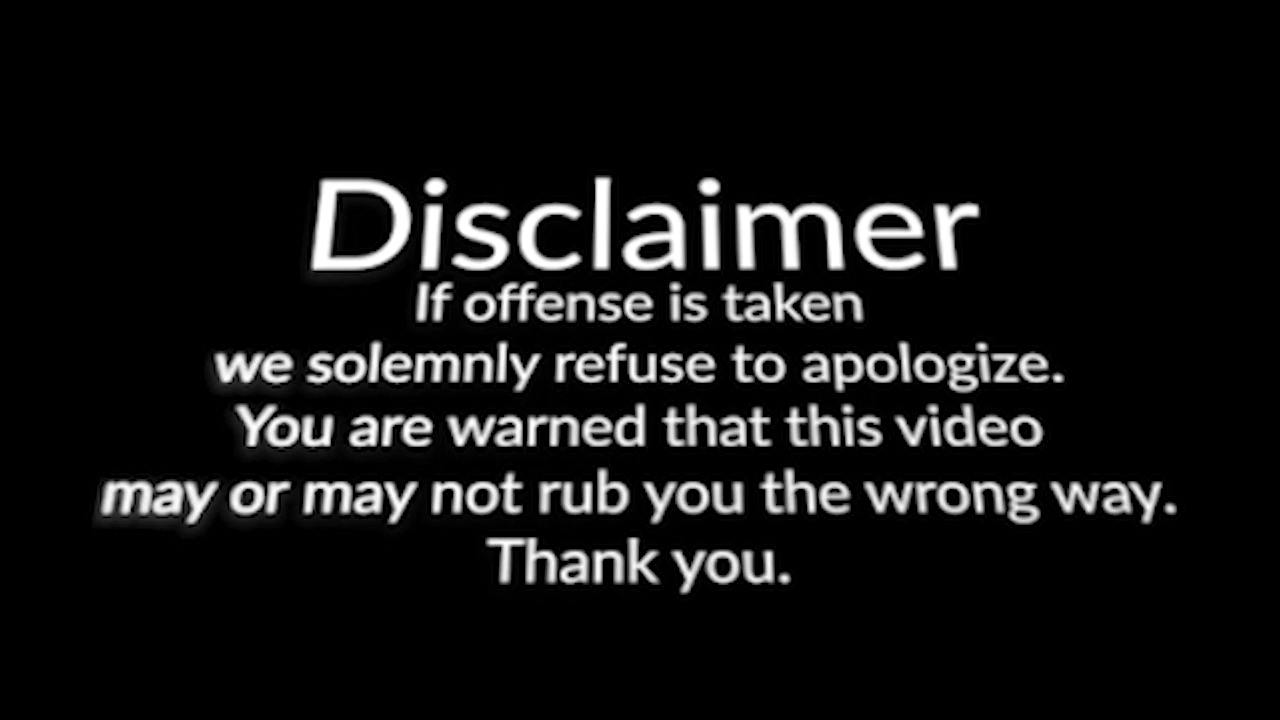 Disclaimer
If offense is taken
we solemnly refuse to apologize.
You are warned that this video
may or may not rub you the wrong way.
Thank you.